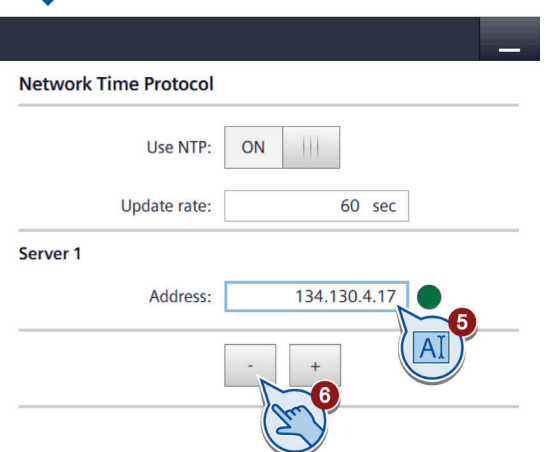 Network Time Protocol
Use NTP: ON
Update rate: 60 sec
Server 1
Address: 134.130.4.17
5
AI
- +
6